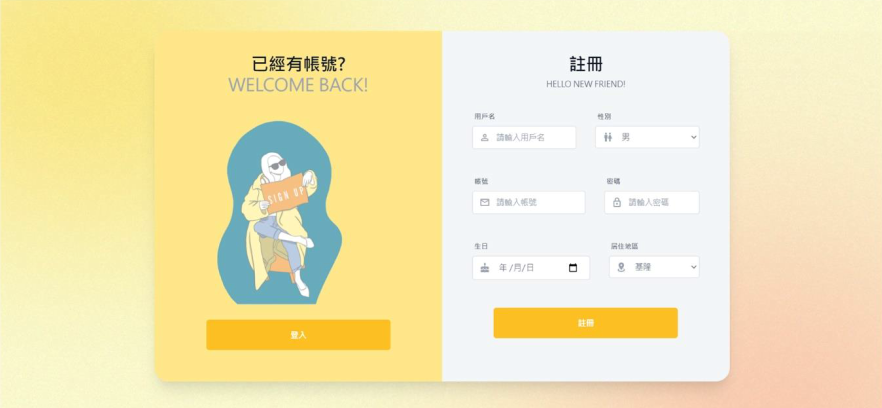 已經有帳號?
WELCOME BACK!
SIGN UP
登入
註冊
HELLO NEW FRIEND!
用戶名
性別
請輸入用戶名
男
帳號
密碼
請輸入帳號
請輸入密碼
生日
居住地區
年 /月/日
基隆
註冊